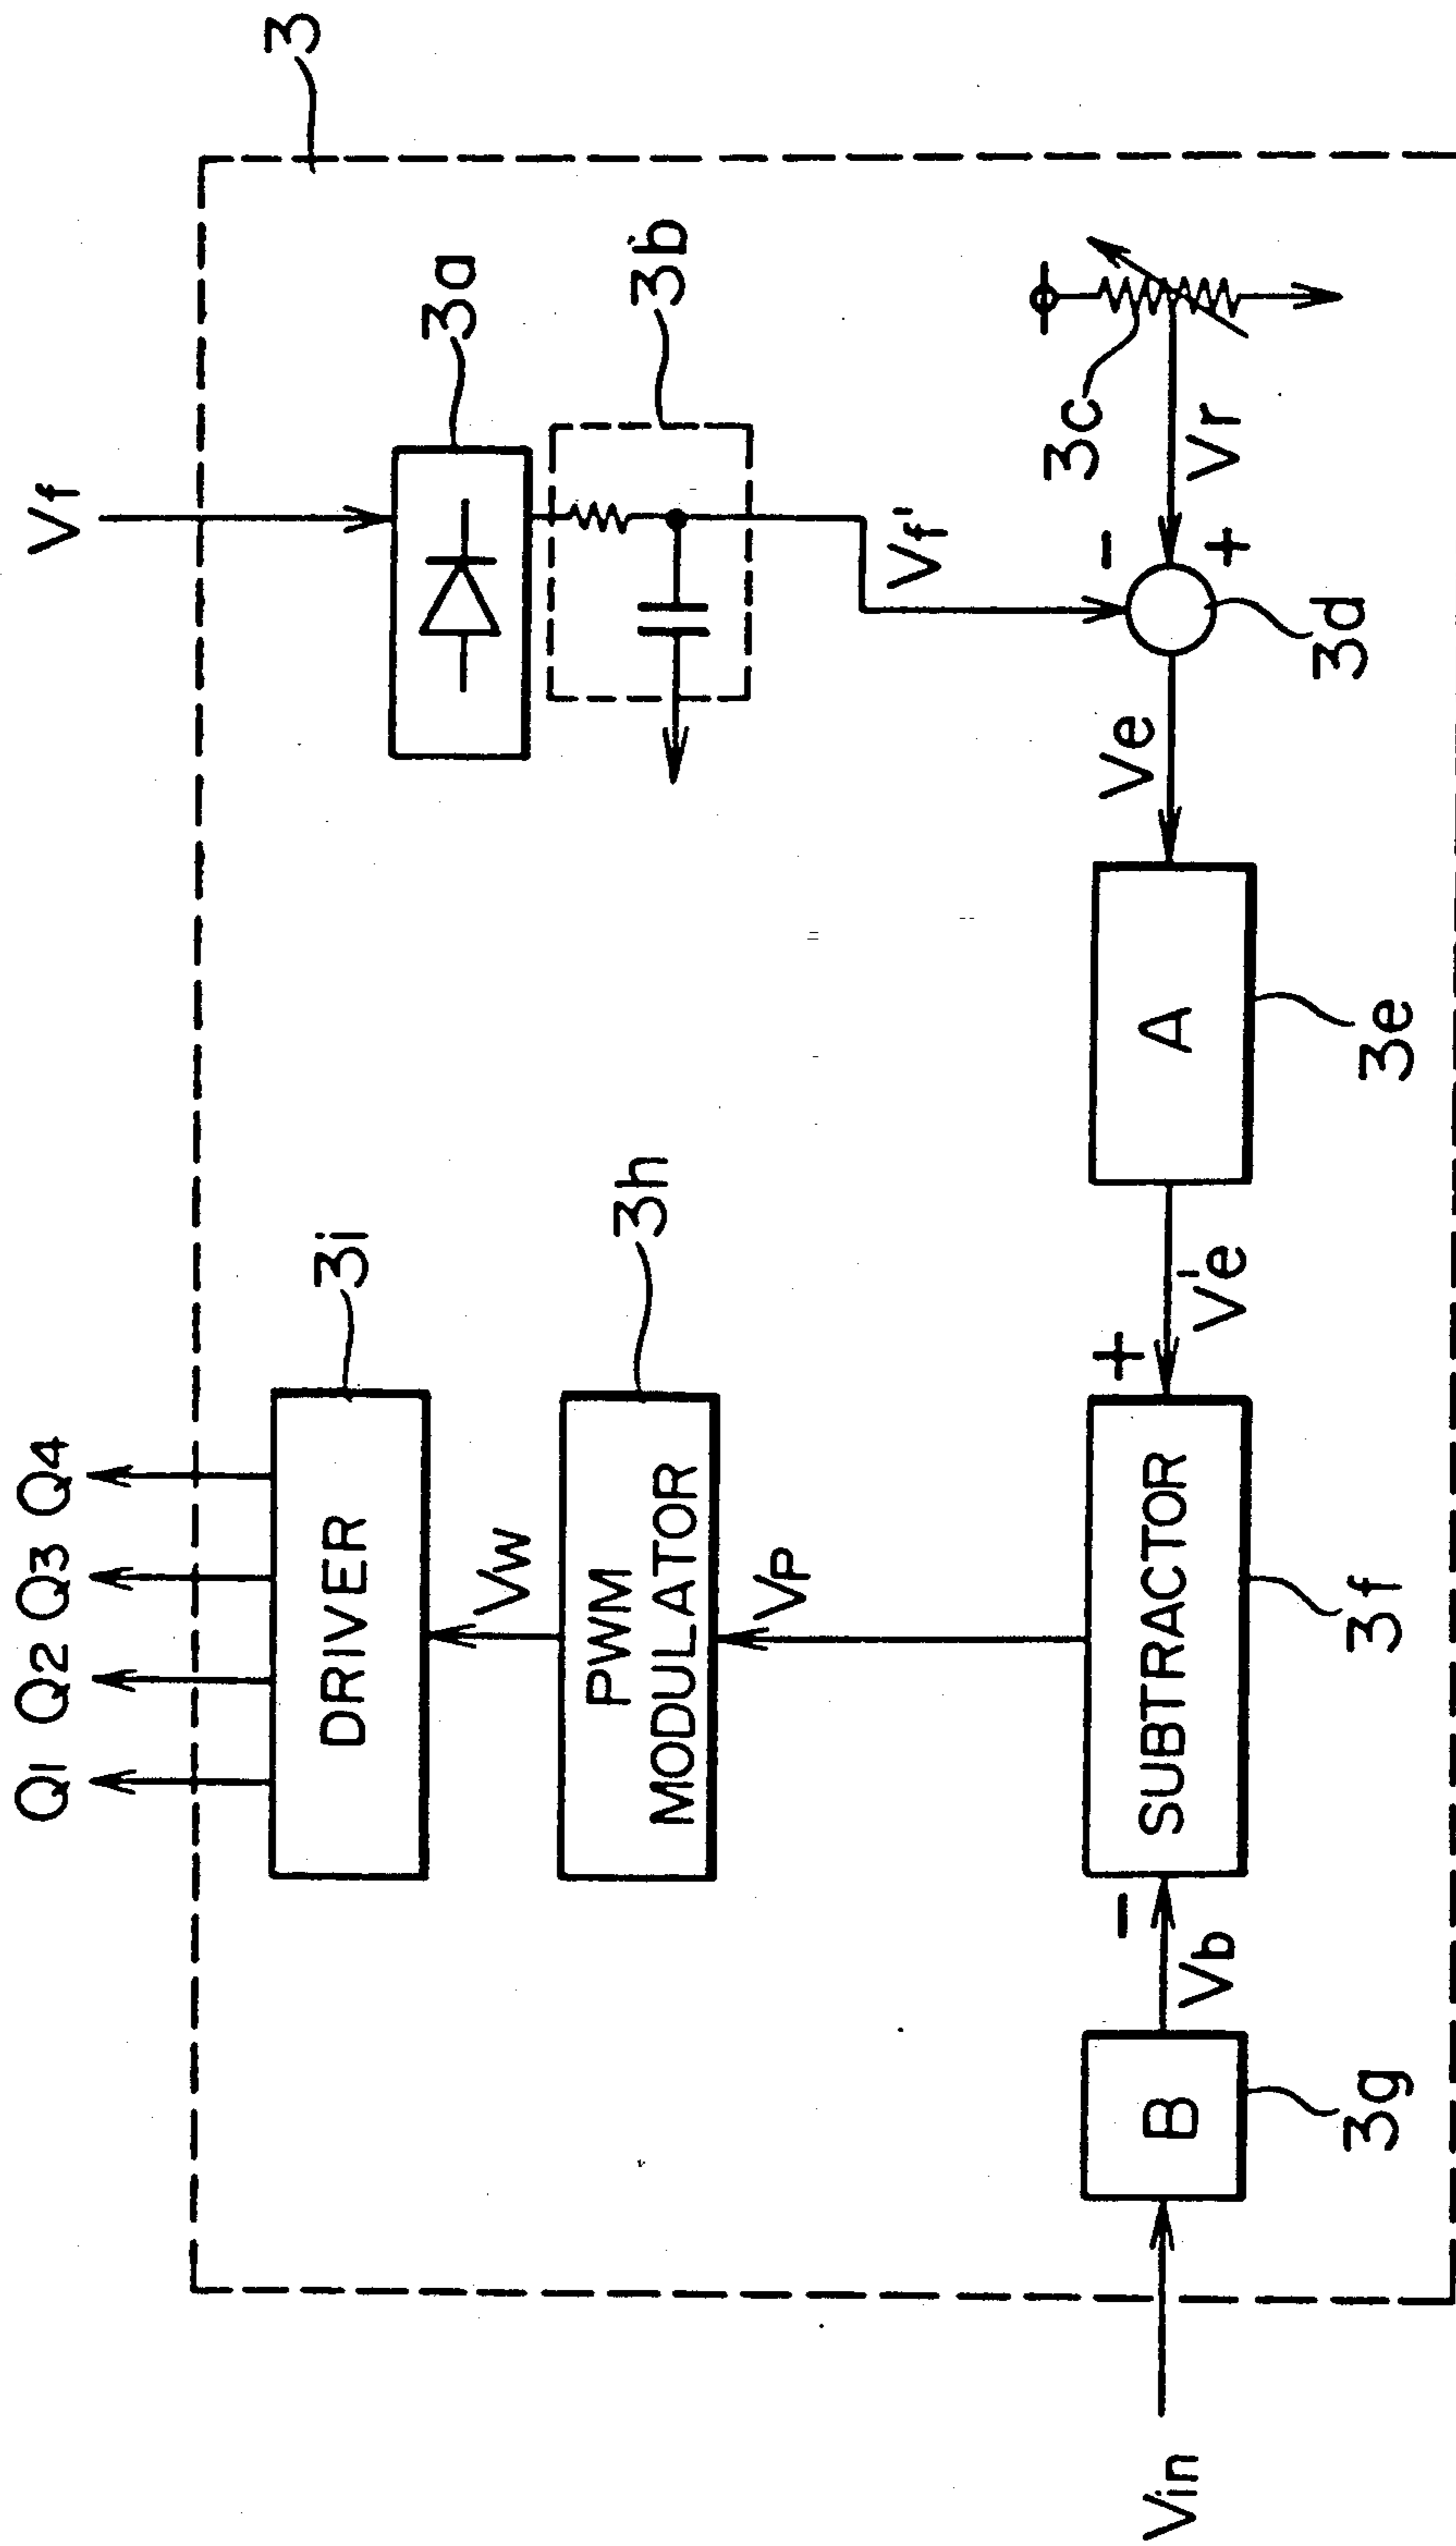 3
Vf
3a
3b
Vf'
3c
Vr
-
+
3d
Ve
A
3e
V'e
+
SUBTRACTOR
3f
-
Vb
B
3g
Vin
VP
PWM
MODULATOR
3h
VW
DRIVER
3i
Q1 Q2 Q3 Q4